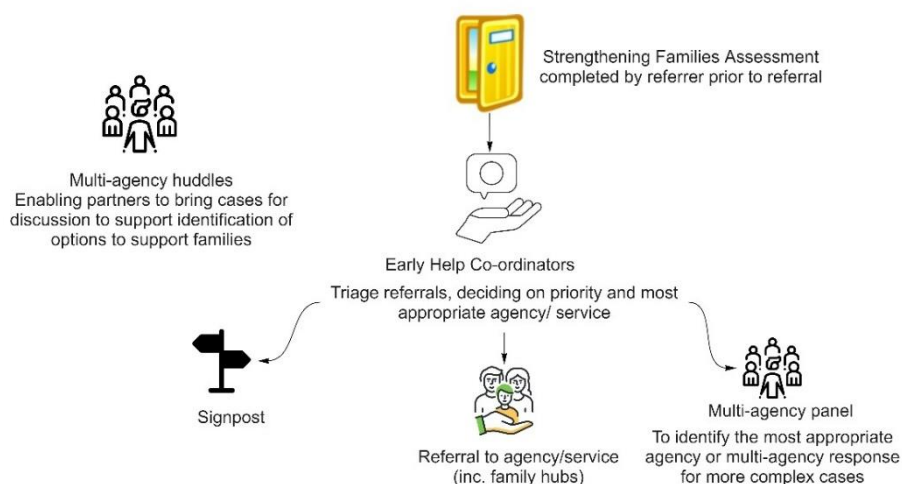 Strengthening Families Assessment
completed by referrer prior to referral
Multi-agency huddles
Enabling partners to bring cases for
discussion to support identification of
options to support families
Early Help Co-ordinators
Triage referrals, deciding on priority and most
appropriate agency/ service
Signpost
Referral to agency/service
(inc. family hubs)
Multi-agency panel
To identify the most appropriate
agency or multi-agency response
for more complex cases